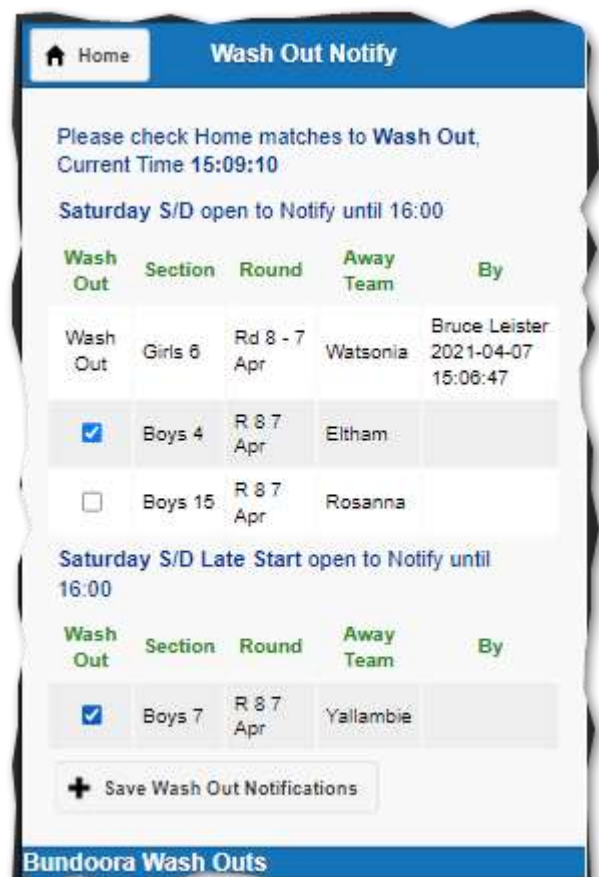 Home
Wash Out Notify
Please check Home matches to Wash Out,
Current Time 15:09:10
Saturday S/D open to Notify until 16:00
Wash Out Section Round Away Team By
Wash Out Girls 6 Rd 8 - 7 Apr Watsonia Bruce Leister 2021-04-07 15:06:47
Boys 4 R 8 7 Apr Eltham
Boys 15 R 8 7 Apr Rosanna
Saturday S/D Late Start open to Notify until
16:00
Wash Out Section Round Away Team By
Boys 7 R 8 7 Apr Yallambie
Save Wash Out Notifications
Bundoora Wash Outs